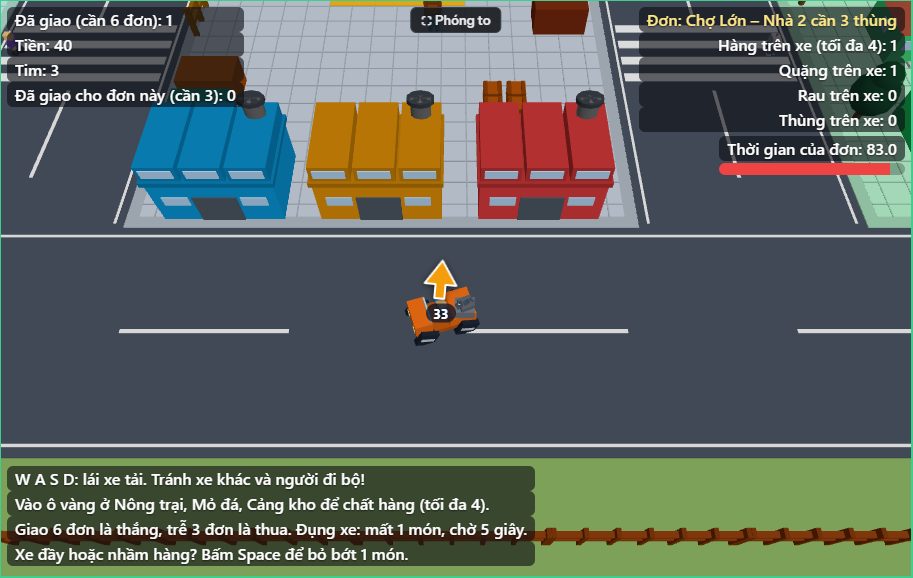 Đã giao (cần 6 đơn): 1
Tiền: 40
Tim: 3
Đã giao cho đơn này (cần 3): 0
Phóng to
Đơn: Chợ Lớn – Nhà 2 cần 3 thùng
Hàng trên xe (tối đa 4): 1
Quặng trên xe: 1
Rau trên xe: 0
Thùng trên xe: 0
Thời gian của đơn: 83.0
33
W A S D: lái xe tải. Tránh xe khác và người đi bộ!
Vào ô vàng ở Nông trại, Mỏ đá, Cảng kho để chất hàng (tối đa 4).
Giao 6 đơn là thắng, trễ 3 đơn là thua. Đụng xe: mất 1 món, chờ 5 giây.
Xe đầy hoặc nhầm hàng? Bấm Space để bỏ bớt 1 món.